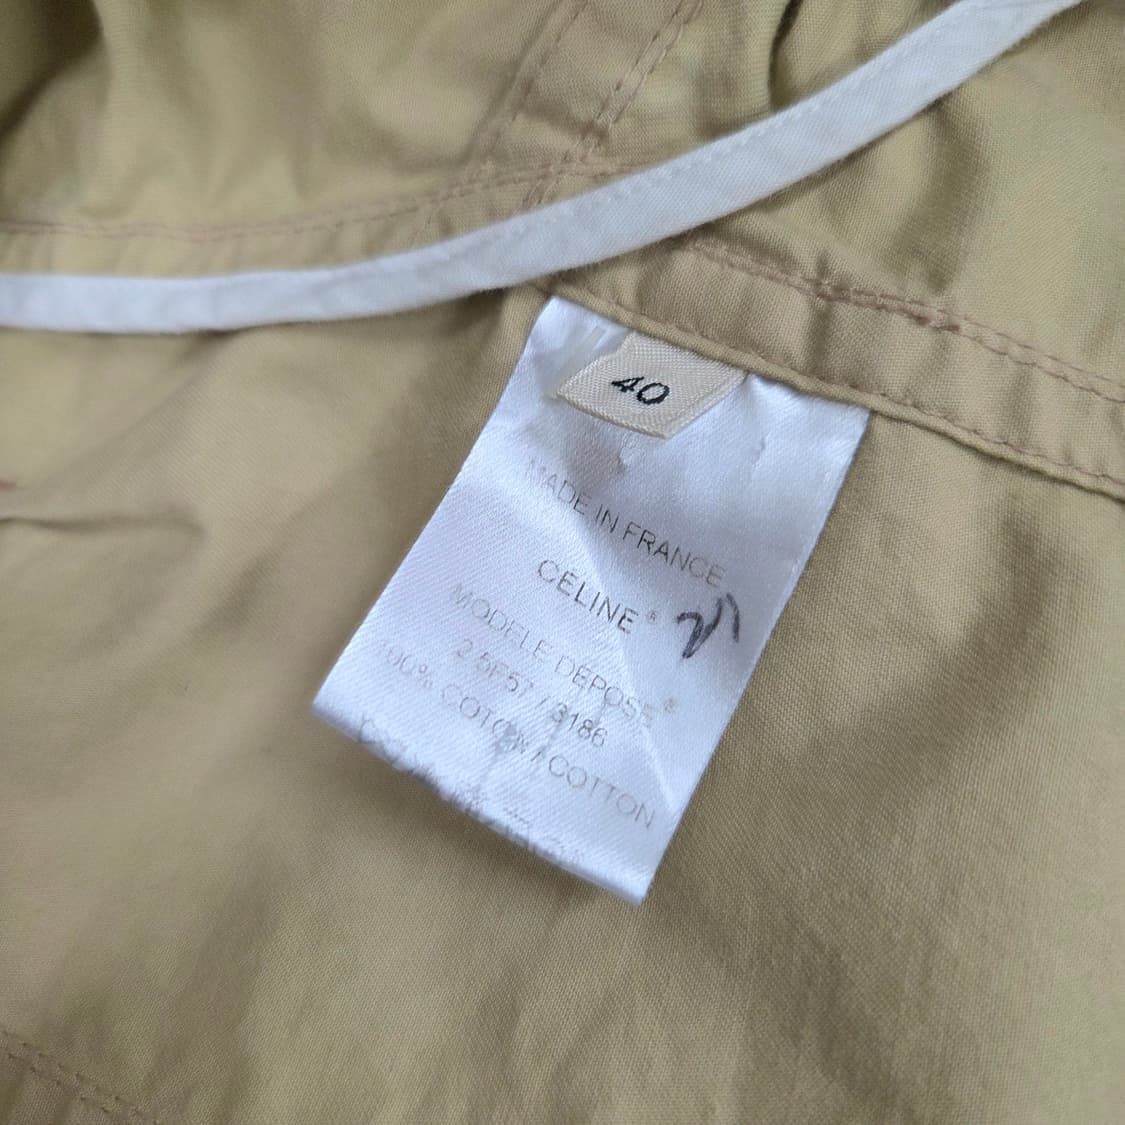 40
MADE IN FRANCE
CÉLINE ®
MODELE DEPOSE ®
2 5F57 / 3186
100% COTON / COTTON